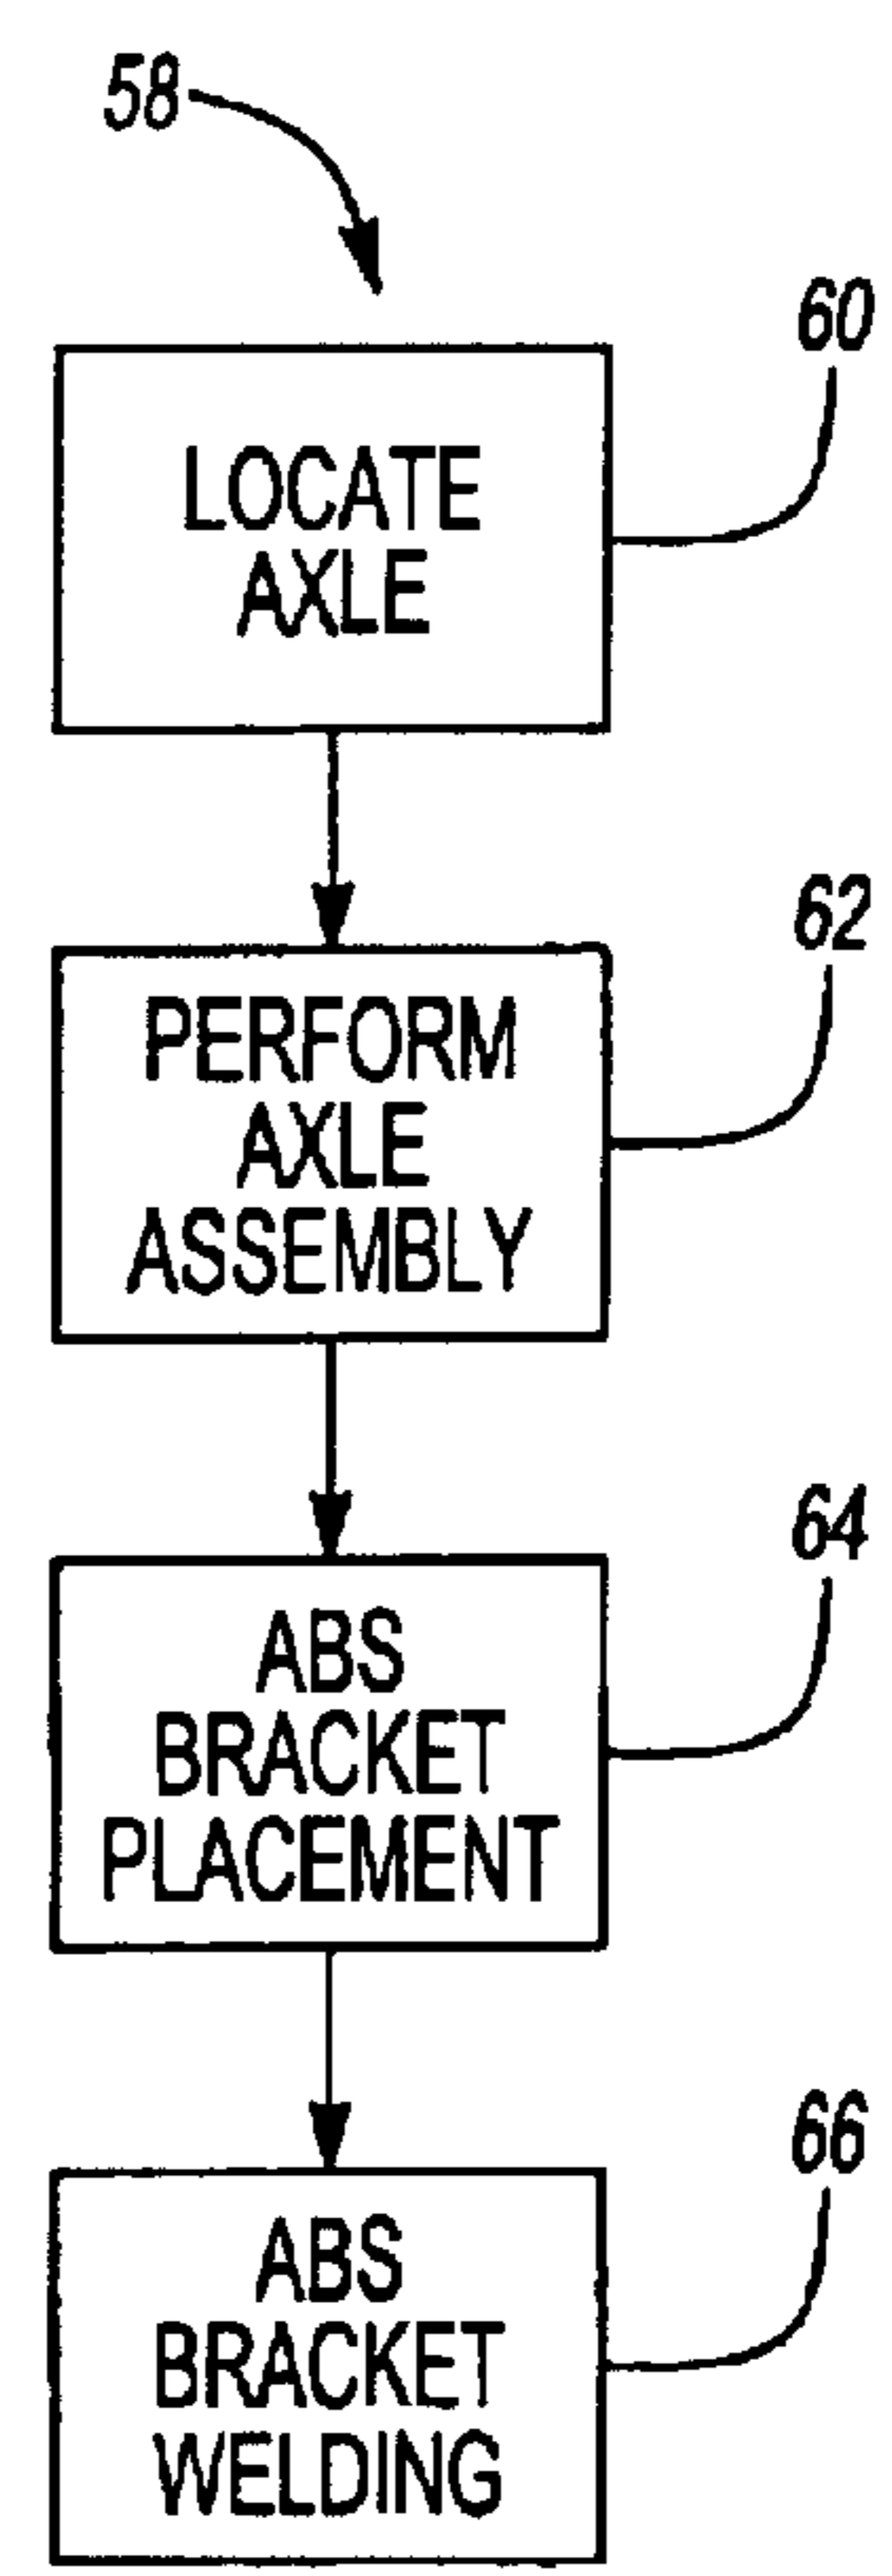 58
60
LOCATE
AXLE
62
PERFORM
AXLE
ASSEMBLY
64
ABS
BRACKET
PLACEMENT
66
ABS
BRACKET
WELDING